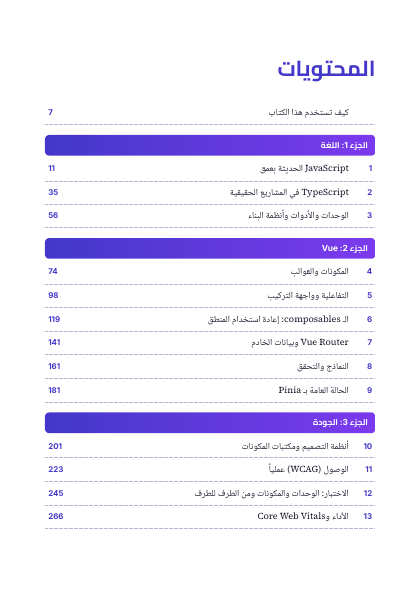 المحتويات
كيف تستخدم هذا الكتاب 7
الجزء 1: اللغة
1 JavaScript الحديثة بعمق 11
2 TypeScript في المشاريع الحقيقية 35
3 الوحدات والأدوات وأنظمة البناء 56
الجزء 2: Vue
4 المكونات والقوالب 74
5 التفاعلية وواجهة التركيب 98
6 الـ composables: إعادة استخدام المنطق 119
7 Vue Router وبيانات الخادم 141
8 النماذج والتحقق 161
9 الحالة العامة بـ Pinia 181
الجزء 3: الجودة
10 أنظمة التصميم ومكتبات المكونات 201
11 الوصول (WCAG) عملياً 223
12 الاختبار: الوحدات والمكونات ومن الطرف للطرف 245
13 الأداء وCore Web Vitals 266